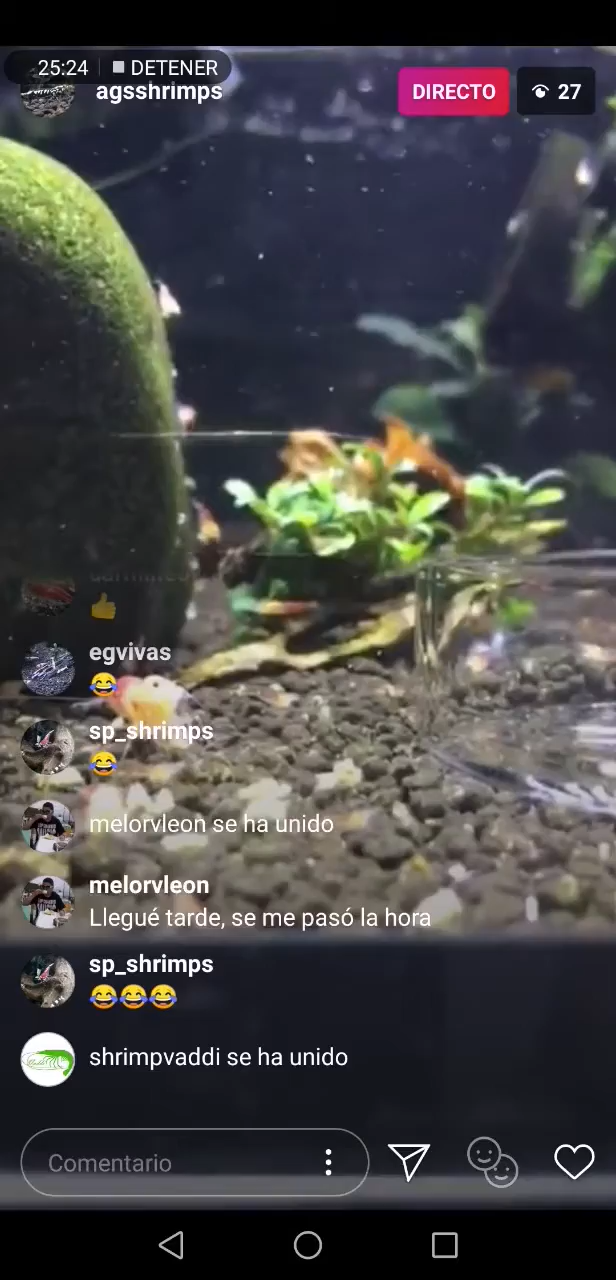 25:24 DETENER
agsshrimps
DIRECTO
27
egvivas
😂
sp_shrimps
😂
melorvleon se ha unido
melorvleon
Llegué tarde, se me pasó la hora
sp_shrimps
😂😂😂
shrimpvaddi se ha unido
Comentario